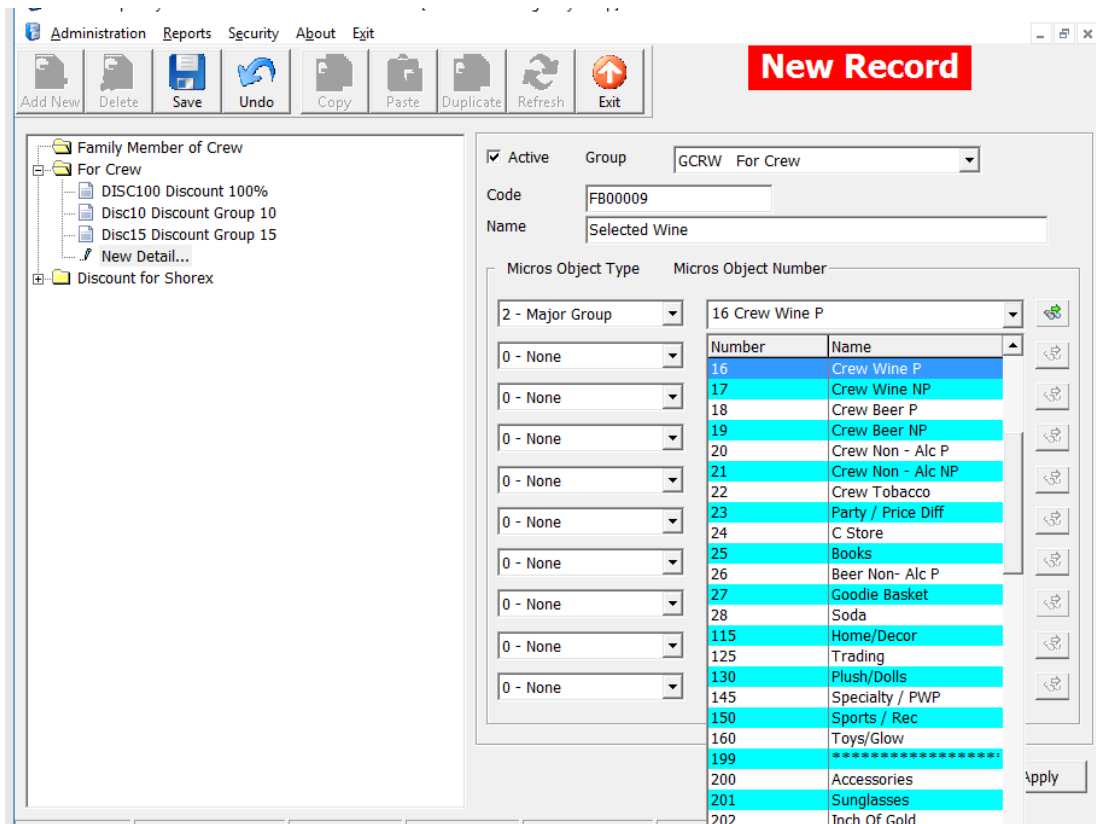 Administration Reports Security About Exit
New Record
Add New Delete Save Undo Copy Paste Duplicate Refresh Exit
Family Member of Crew
For Crew
DISC100 Discount 100%
Disc10 Discount Group 10
Disc15 Discount Group 15
New Detail...
Discount for Shorex
Active Group GCRW For Crew
Code FB00009
Name Selected Wine
Micros Object Type Micros Object Number
2 - Major Group 16 Crew Wine P
0 - None
0 - None
0 - None
0 - None
0 - None
0 - None
0 - None
0 - None
0 - None
Number Name
16 Crew Wine P
17 Crew Wine NP
18 Crew Beer P
19 Crew Beer NP
20 Crew Non - Alc P
21 Crew Non - Alc NP
22 Crew Tobacco
23 Party / Price Diff
24 C Store
25 Books
26 Beer Non- Alc P
27 Goodie Basket
28 Soda
115 Home/Decor
125 Trading
130 Plush/Dolls
145 Specialty / PWP
150 Sports / Rec
160 Toys/Glow
199 *******************
200 Accessories
201 Sunglasses
202 Inch Of Gold
Apply